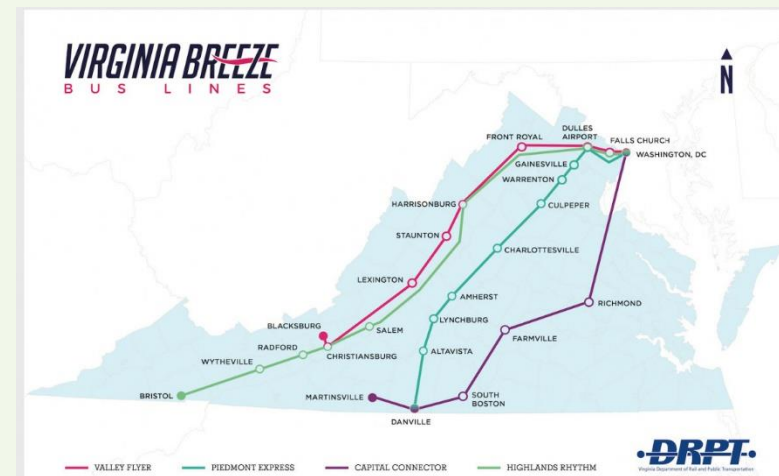 VIRGINIA BREEZE
BUS LINES
N
FRONT ROYAL
DULLES
AIRPORT
FALLS CHURCH
WASHINGTON, DC
GAINESVILLE
WARRENTON
HARRISONBURG
CULPEPER
STAUNTON
CHARLOTTESVILLE
LEXINGTON
AMHERST
RICHMOND
BLACKSBURG
SALEM
LYNCHBURG
RADFORD
FARMVILLE
CHRISTIANSBURG
ALTAVISTA
WYTHEVILLE
BRISTOL
MARTINSVILLE
SOUTH
BOSTON
DANVILLE
VALLEY FLYER
PIEDMONT EXPRESS
CAPITAL CONNECTOR
HIGHLANDS RHYTHM
DRPT
Virginia Department of Rail and Public Transportation